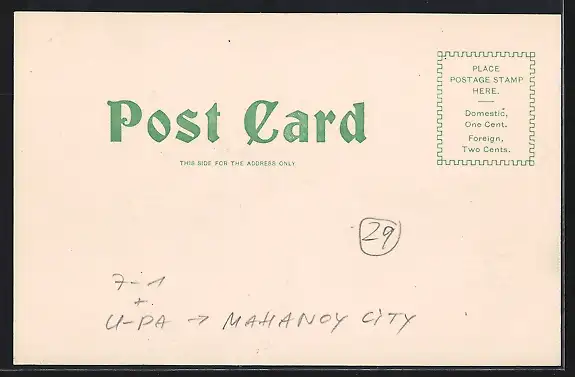 PLACE
POSTAGE STAMP
HERE.
Domestic,
One Cent.
Foreign,
Two Cents.
Post Card
THIS SIDE FOR THE ADDRESS ONLY
29
7-1
+
U-PA → MAHANOY CITY